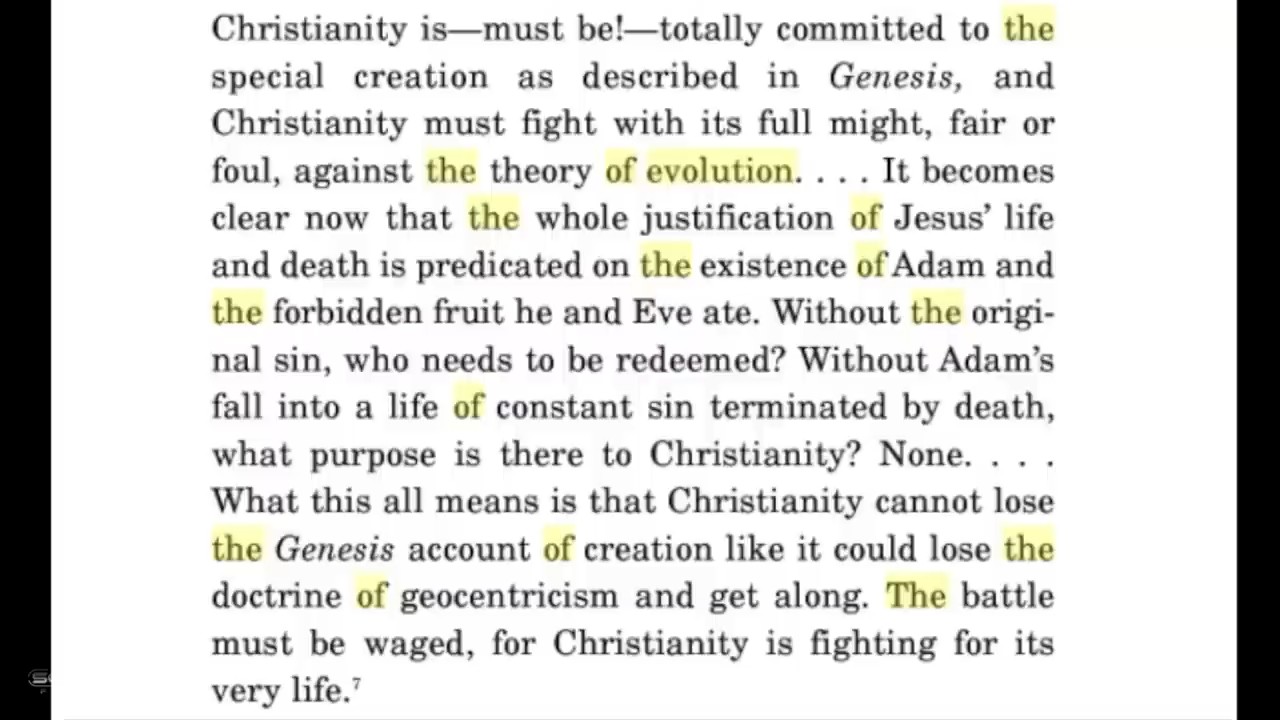 Christianity is—must be!—totally committed to the
special creation as described in Genesis, and
Christianity must fight with its full might, fair or
foul, against the theory of evolution. . . . It becomes
clear now that the whole justification of Jesus’ life
and death is predicated on the existence of Adam and
the forbidden fruit he and Eve ate. Without the origi-
nal sin, who needs to be redeemed? Without Adam’s
fall into a life of constant sin terminated by death,
what purpose is there to Christianity? None. . . .
What this all means is that Christianity cannot lose
the Genesis account of creation like it could lose the
doctrine of geocentricism and get along. The battle
must be waged, for Christianity is fighting for its
very life.⁷